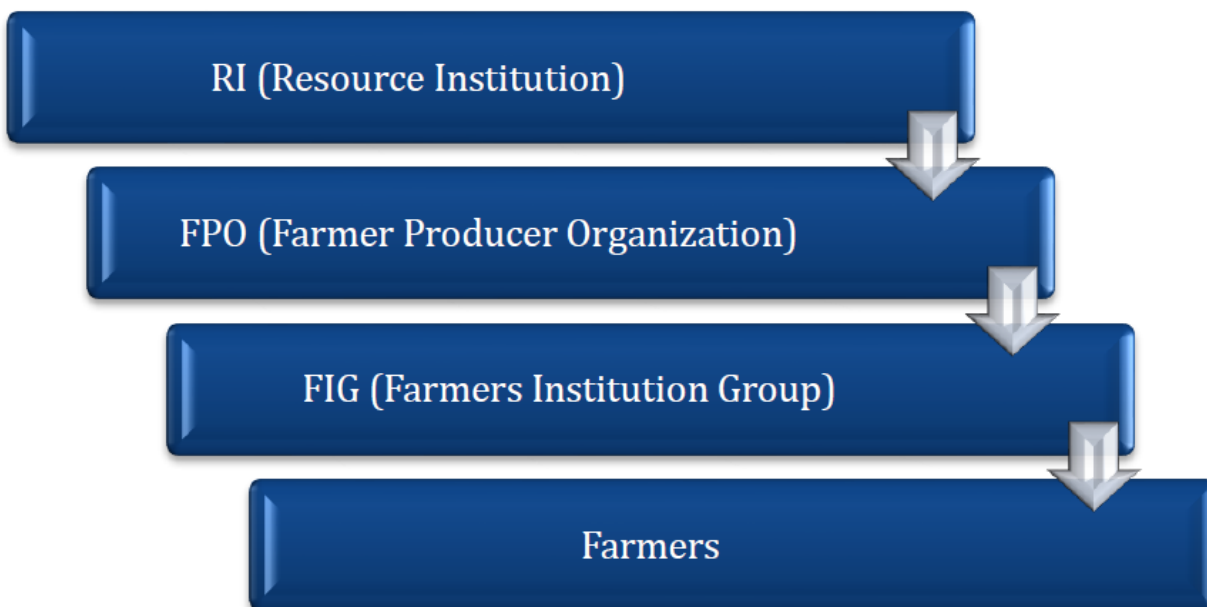 RI (Resource Institution)
FPO (Farmer Producer Organization)
FIG (Farmers Institution Group)
Farmers